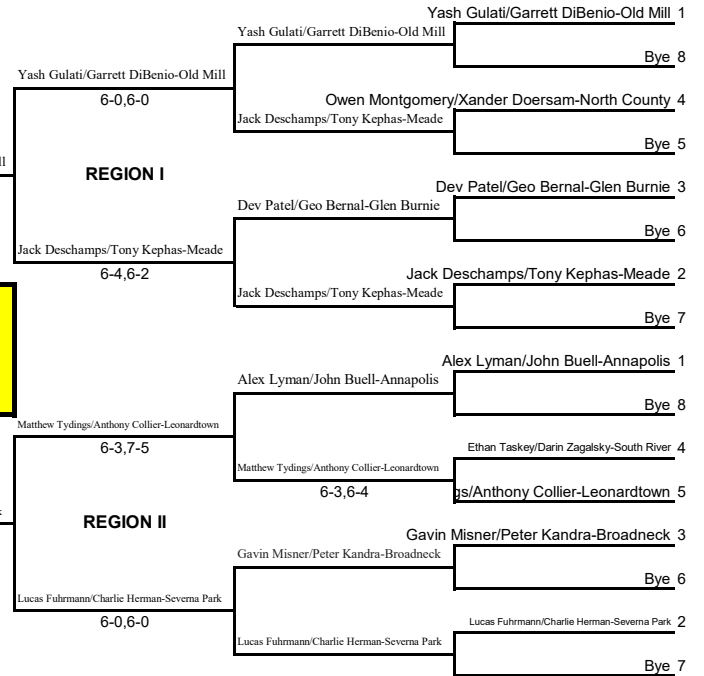 Yash Gulati/Garrett DiBenio-Old Mill 1
Yash Gulati/Garrett DiBenio-Old Mill
Bye 8
Yash Gulati/Garrett DiBenio-Old Mill
6-0,6-0
Owen Montgomery/Xander Doersam-North County 4
Jack Deschamps/Tony Kephas-Meade
Bye 5
REGION I
Dev Patel/Geo Bernal-Glen Burnie 3
Dev Patel/Geo Bernal-Glen Burnie
Bye 6
Jack Deschamps/Tony Kephas-Meade
6-4,6-2
Jack Deschamps/Tony Kephas-Meade 2
Jack Deschamps/Tony Kephas-Meade
Bye 7
Alex Lyman/John Buell-Annapolis 1
Alex Lyman/John Buell-Annapolis
Bye 8
Matthew Tydings/Anthony Collier-Leonardtown
6-3,7-5
Ethan Taskey/Darin Zagalsky-South River 4
Matthew Tydings/Anthony Collier-Leonardtown
6-3,6-4
gs/Anthony Collier-Leonardtown 5
REGION II
Gavin Misner/Peter Kandra-Broadneck 3
Gavin Misner/Peter Kandra-Broadneck
Bye 6
Lucas Fuhrmann/Charlie Herman-Severna Park
6-0,6-0
Lucas Fuhrmann/Charlie Herman-Severna Park 2
Lucas Fuhrmann/Charlie Herman-Severna Park
Bye 7